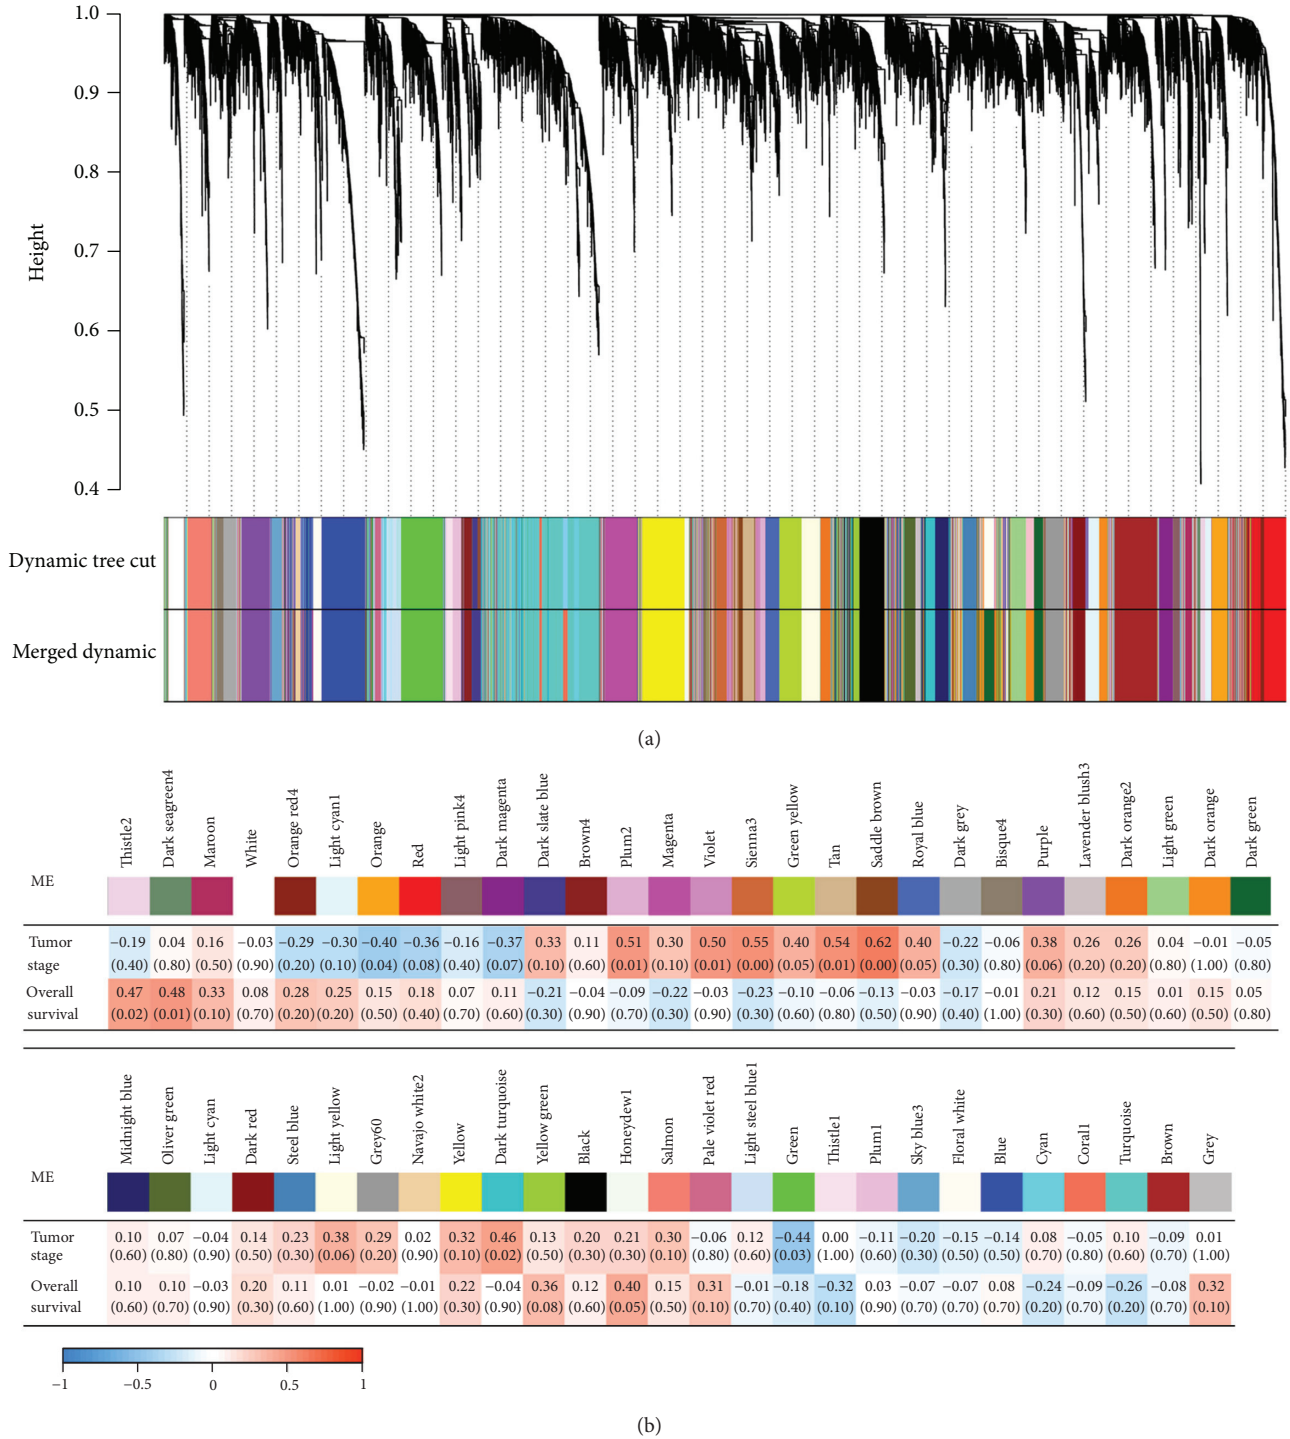 1.0
0.9
0.8
0.7
0.6
0.5
0.4
Height
Dynamic tree cut
Merged dynamic
(a)
Thistle2 Dark seagreen4 Maroon White Orange red4 Light cyan1 Orange Red Light pink4 Dark magenta Dark slate blue Brown4 Plum2 Magenta Violet Sienna3 Green yellow Tan Saddle brown Royal blue Dark grey Bisque4 Purple Lavender blush3 Dark orange2 Light green Dark orange Dark green
ME
Tumor −0.19 0.04 0.16 −0.03 −0.29 −0.30 −0.40 −0.36 −0.16 −0.37 0.33 0.11 0.51 0.30 0.50 0.55 0.40 0.54 0.62 0.40 −0.22 −0.06 0.38 0.26 0.26 0.04 −0.01 −0.05
stage (0.40) (0.80) (0.50) (0.90) (0.20) (0.10) (0.04) (0.08) (0.40) (0.07) (0.10) (0.60) (0.01) (0.10) (0.01) (0.00) (0.05) (0.01) (0.00) (0.05) (0.30) (0.80) (0.06) (0.20) (0.20) (0.80) (1.00) (0.80)
Overall 0.47 0.48 0.33 0.08 0.28 0.25 0.15 0.18 0.07 0.11 −0.21 −0.04 −0.09 −0.22 −0.03 −0.23 −0.10 −0.06 −0.13 −0.03 −0.17 −0.01 0.21 0.12 0.15 0.01 0.15 0.05
survival (0.02) (0.01) (0.10) (0.70) (0.20) (0.20) (0.50) (0.40) (0.70) (0.60) (0.30) (0.90) (0.70) (0.30) (0.90) (0.30) (0.60) (0.80) (0.50) (0.90) (0.40) (1.00) (0.30) (0.60) (0.50) (0.60) (0.50) (0.80)
Midnight blue Oliver green Light cyan Dark red Steel blue Light yellow Grey60 Navajo white2 Yellow Dark turquoise Yellow green Black Honeydew1 Salmon Pale violet red Light steel blue1 Green Thistle1 Plum1 Sky blue3 Floral white Blue Cyan Coral1 Turquoise Brown Grey
ME
Tumor 0.10 0.07 −0.04 0.14 0.23 0.38 0.29 0.02 0.32 0.46 0.13 0.20 0.21 0.30 −0.06 0.12 −0.44 0.00 −0.11 −0.20 −0.15 −0.14 0.08 −0.05 0.10 −0.09 0.01
stage (0.60) (0.80) (0.90) (0.50) (0.30) (0.06) (0.20) (0.90) (0.10) (0.02) (0.50) (0.30) (0.30) (0.10) (0.80) (0.60) (0.03) (1.00) (0.60) (0.30) (0.50) (0.50) (0.70) (0.80) (0.60) (0.70) (1.00)
Overall 0.10 0.10 −0.03 0.20 0.11 0.01 −0.02 −0.01 0.22 −0.04 0.36 0.12 0.40 0.15 0.31 −0.01 −0.18 −0.32 0.03 −0.07 −0.07 0.08 −0.24 −0.09 −0.26 −0.08 0.32
survival (0.60) (0.70) (0.90) (0.30) (0.60) (1.00) (0.90) (1.00) (0.30) (0.90) (0.08) (0.60) (0.05) (0.50) (0.10) (0.70) (0.40) (0.10) (0.90) (0.70) (0.70) (0.70) (0.20) (0.70) (0.20) (0.70) (0.10)
−1 −0.5 0 0.5 1
(b)